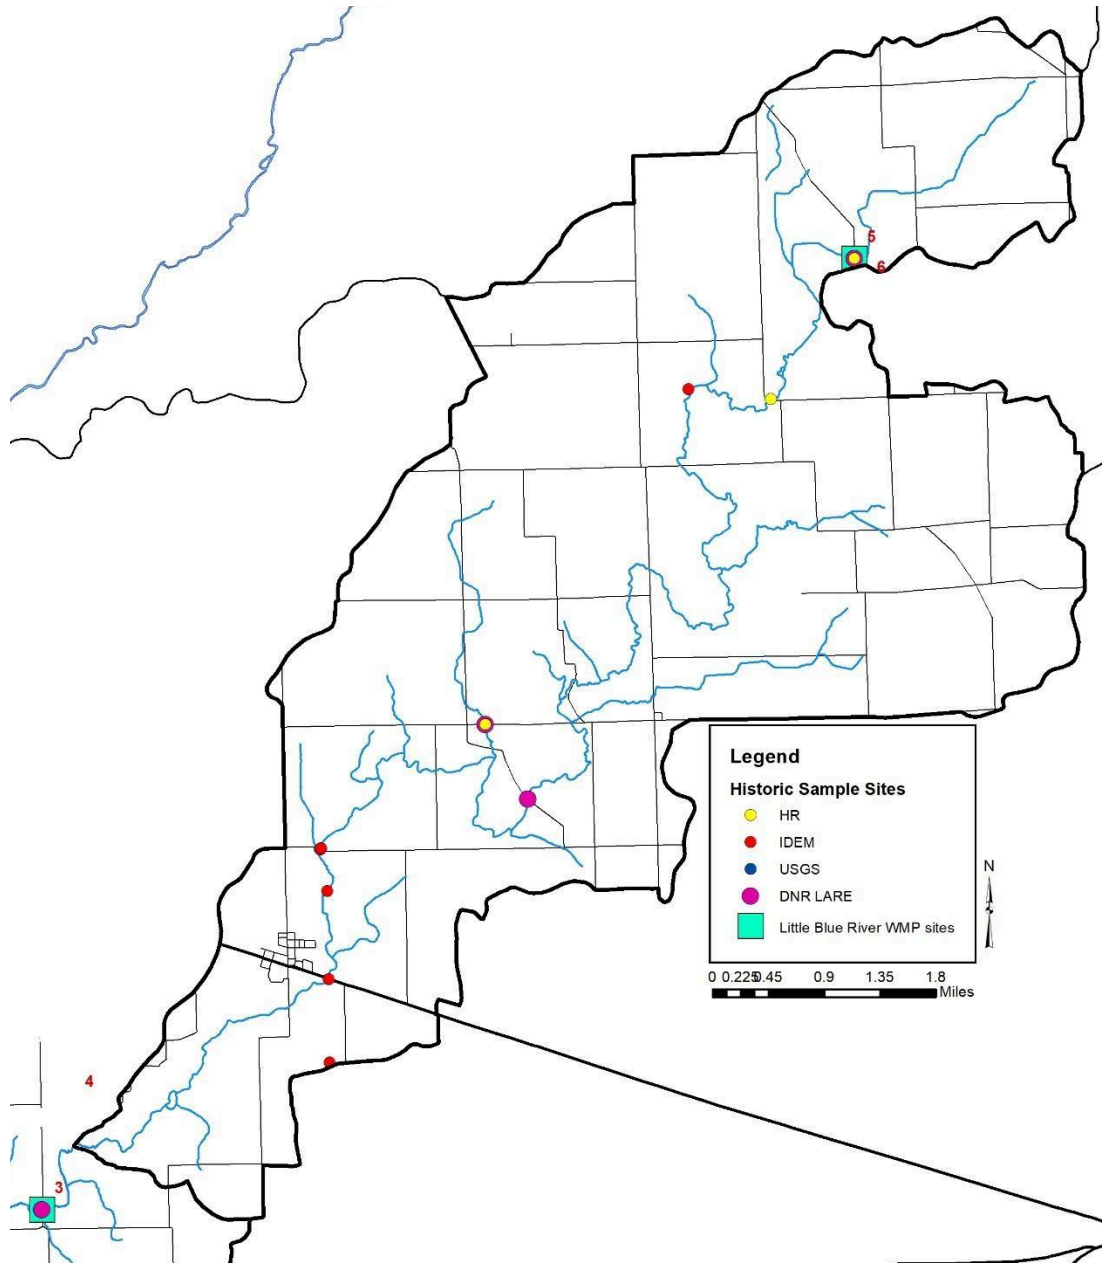 5
6
Legend
Historic Sample Sites
HR
IDEM
USGS
DNR LARE
Little Blue River WMP sites
N
0 0.225 0.45 0.9 1.35 1.8
Miles
4
3